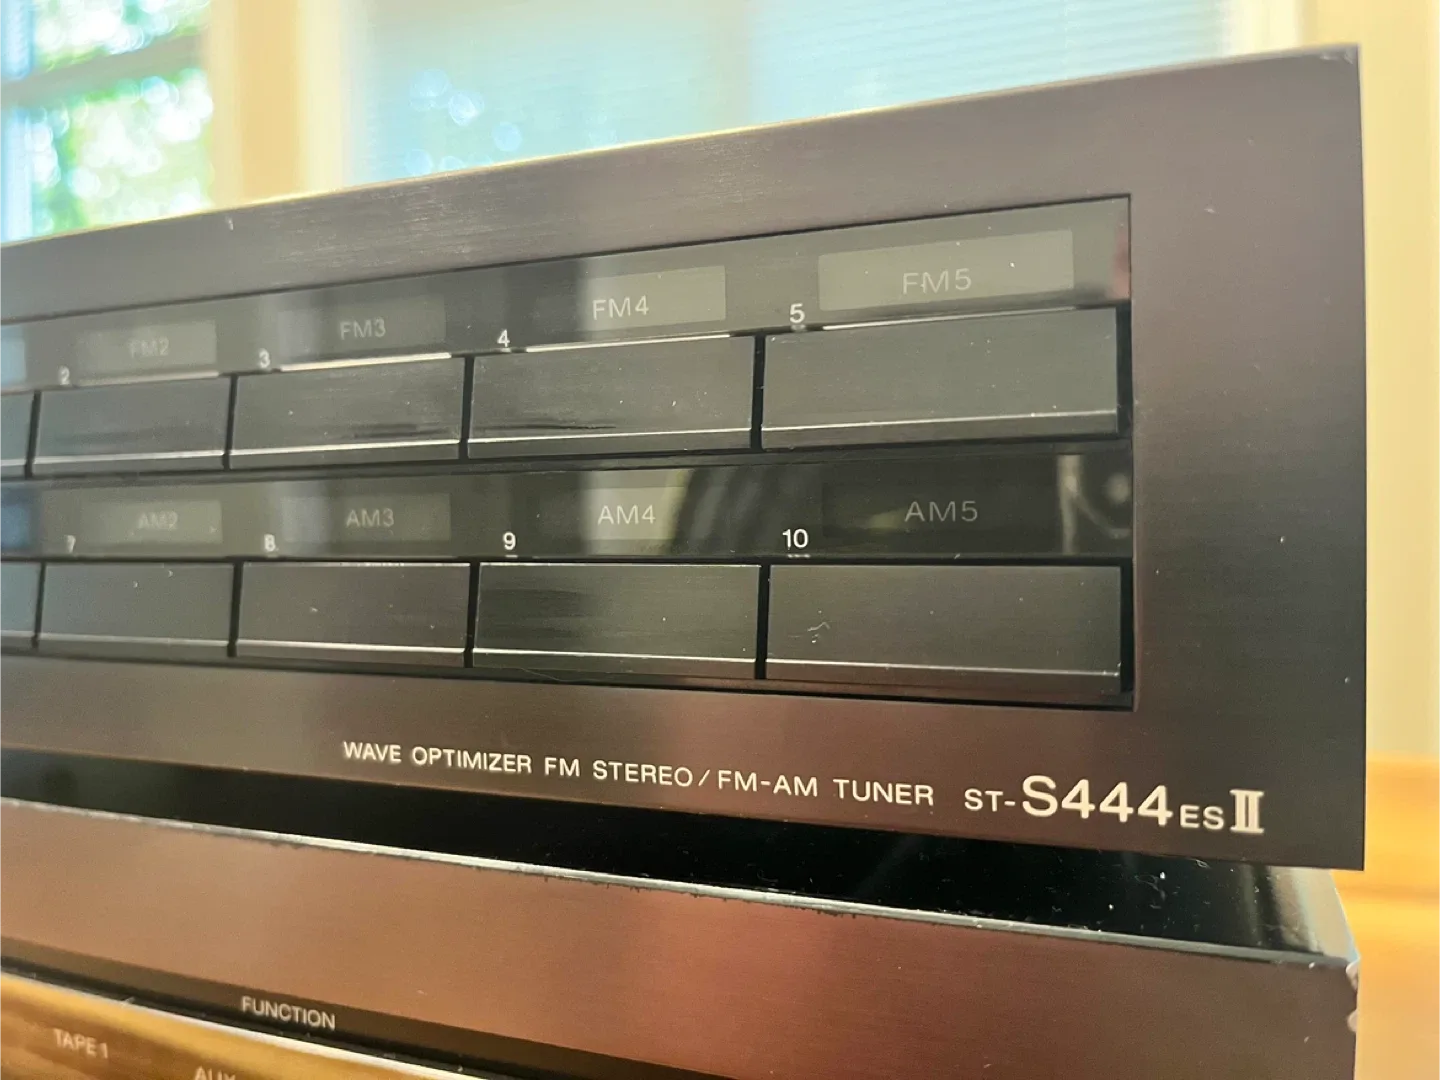 FM2 FM3 FM4 FM5
2 3 4 5
AM2 AM3 AM4 AM5
7 8 9 10
WAVE OPTIMIZER FM STEREO/FM-AM TUNER ST-S444ESII
FUNCTION
TAPE 1
AUX